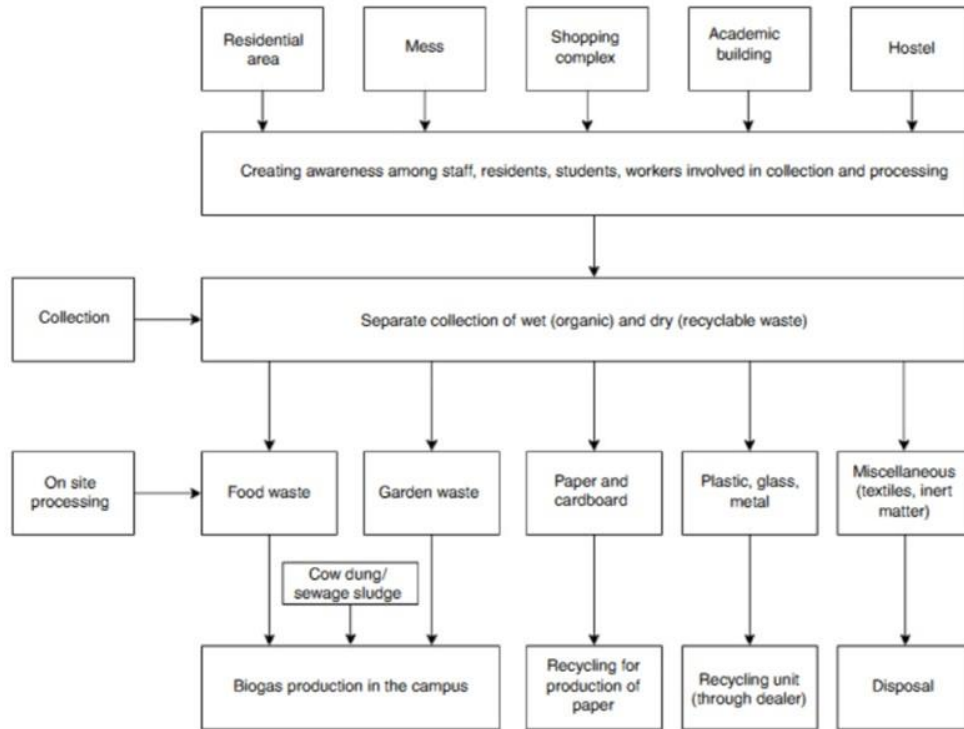 Residential
area
Mess
Shopping
complex
Academic
building
Hostel
Creating awareness among staff, residents, students, workers involved in collection and processing
Collection
Separate collection of wet (organic) and dry (recyclable waste)
On site
processing
Food waste
Garden waste
Paper and
cardboard
Plastic, glass,
metal
Miscellaneous
(textiles, inert
matter)
Cow dung/
sewage sludge
Biogas production in the campus
Recycling for
production of
paper
Recycling unit
(through dealer)
Disposal